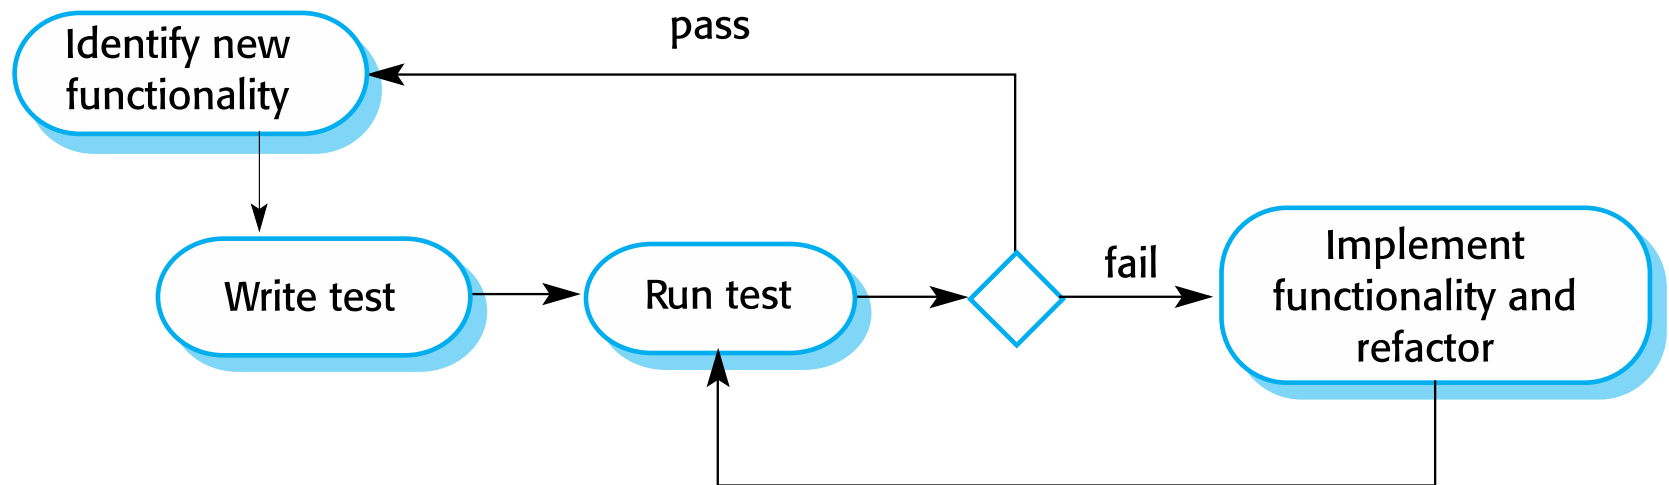 Identify new
functionality
pass
Write test
Run test
fail
Implement
functionality and
refactor